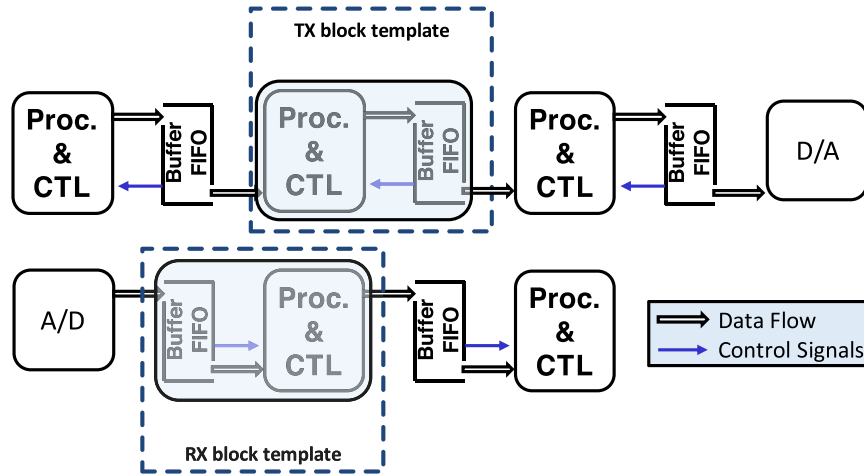 TX block template
Proc.
&
CTL
Buffer
FIFO
Proc.
&
CTL
Buffer
FIFO
Proc.
&
CTL
Buffer
FIFO
D/A
A/D
Buffer
FIFO
Proc.
&
CTL
Buffer
FIFO
Proc.
&
CTL
Data Flow
Control Signals
RX block template